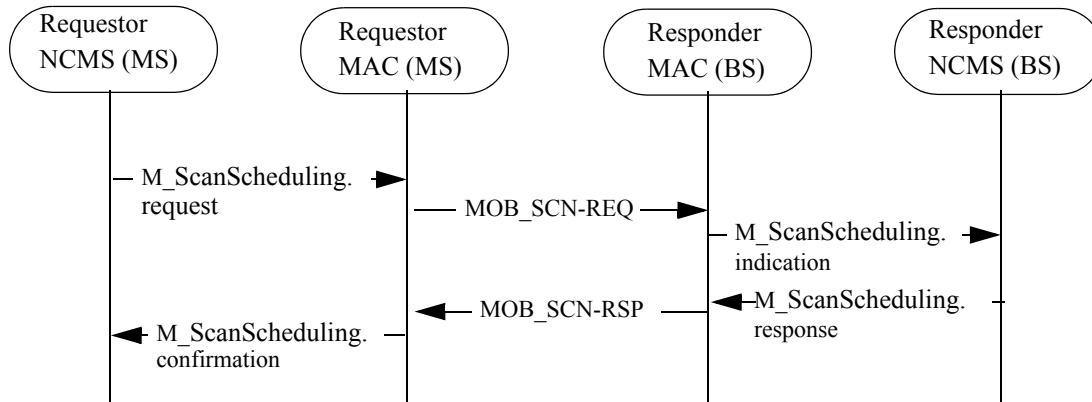 Requestor
NCMS (MS)
Requestor
MAC (MS)
Responder
MAC (BS)
Responder
NCMS (BS)
M_ScanScheduling.
request
MOB_SCN-REQ
M_ScanScheduling.
indication
M_ScanScheduling.
response
MOB_SCN-RSP
M_ScanScheduling.
confirmation